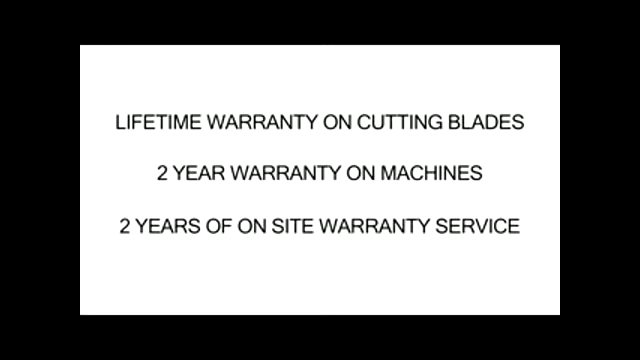 LIFETIME WARRANTY ON CUTTING BLADES
2 YEAR WARRANTY ON MACHINES
2 YEARS OF ON SITE WARRANTY SERVICE